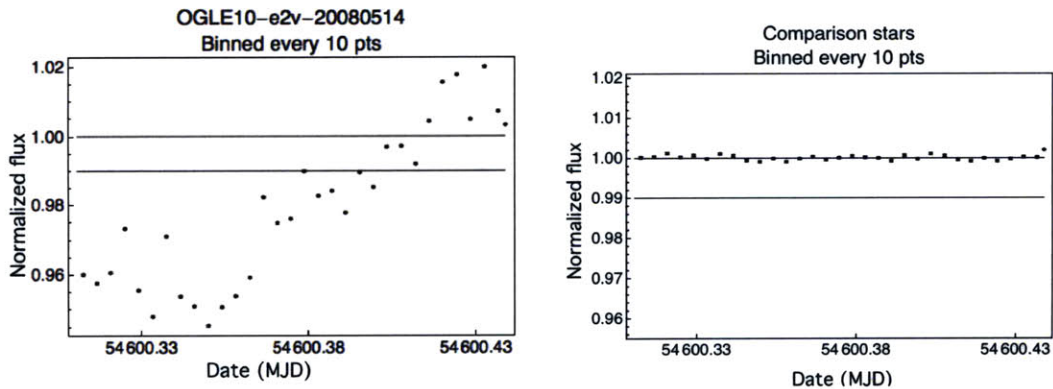 OGLE10-e2v-20080514
Binned every 10 pts
1.02
1.00
0.98
0.96
Normalized flux
54600.33
54600.38
54600.43
Date (MJD)
Comparison stars
Binned every 10 pts
1.02
1.01
1.00
0.99
0.98
0.97
0.96
Normalized flux
54600.33
54600.38
54600.43
Date (MJD)